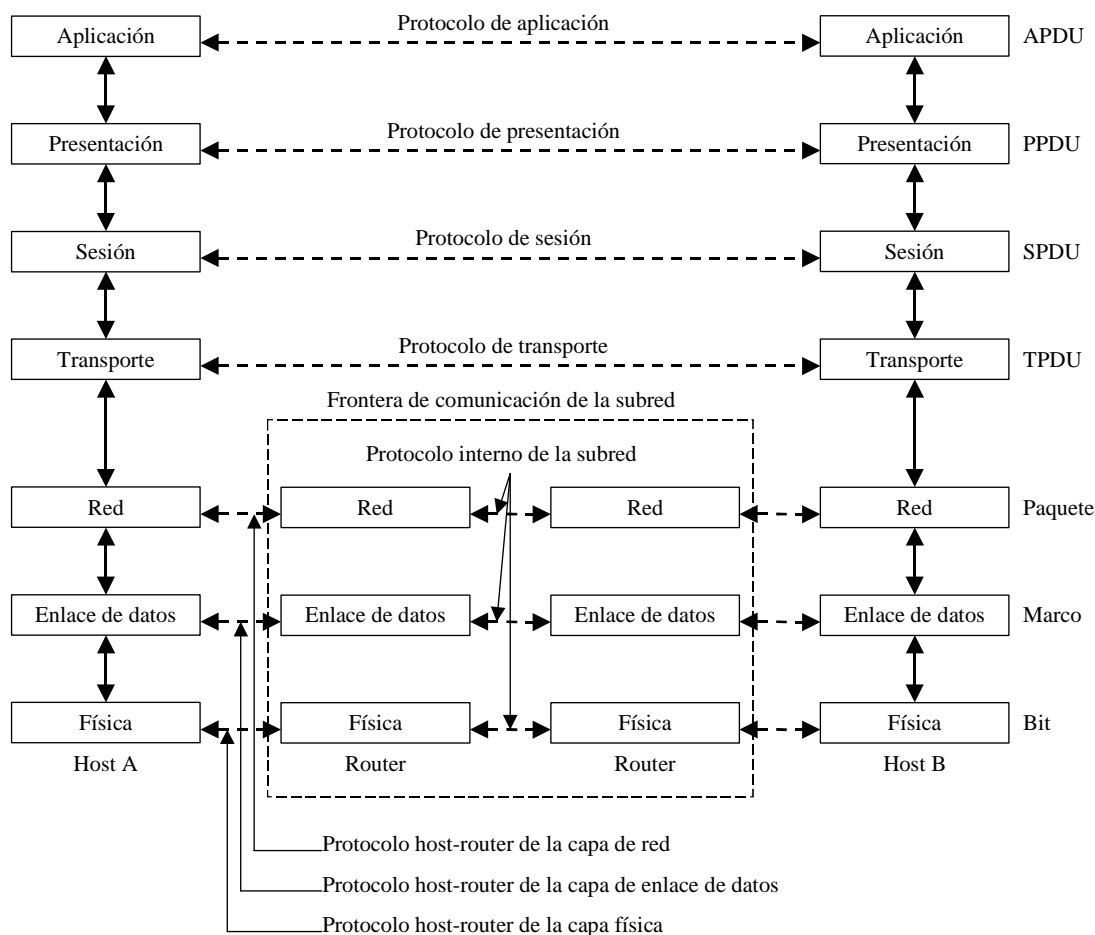 Protocolo de aplicación
Aplicación
Aplicación
APDU
Protocolo de presentación
Presentación
Presentación
PPDU
Protocolo de sesión
Sesión
Sesión
SPDU
Protocolo de transporte
Transporte
Transporte
TPDU
Frontera de comunicación de la subred
Protocolo interno de la subred
Red
Red
Red
Red
Paquete
Enlace de datos
Enlace de datos
Enlace de datos
Enlace de datos
Marco
Física
Física
Física
Física
Bit
Host A
Router
Router
Host B
Protocolo host-router de la capa de red
Protocolo host-router de la capa de enlace de datos
Protocolo host-router de la capa física